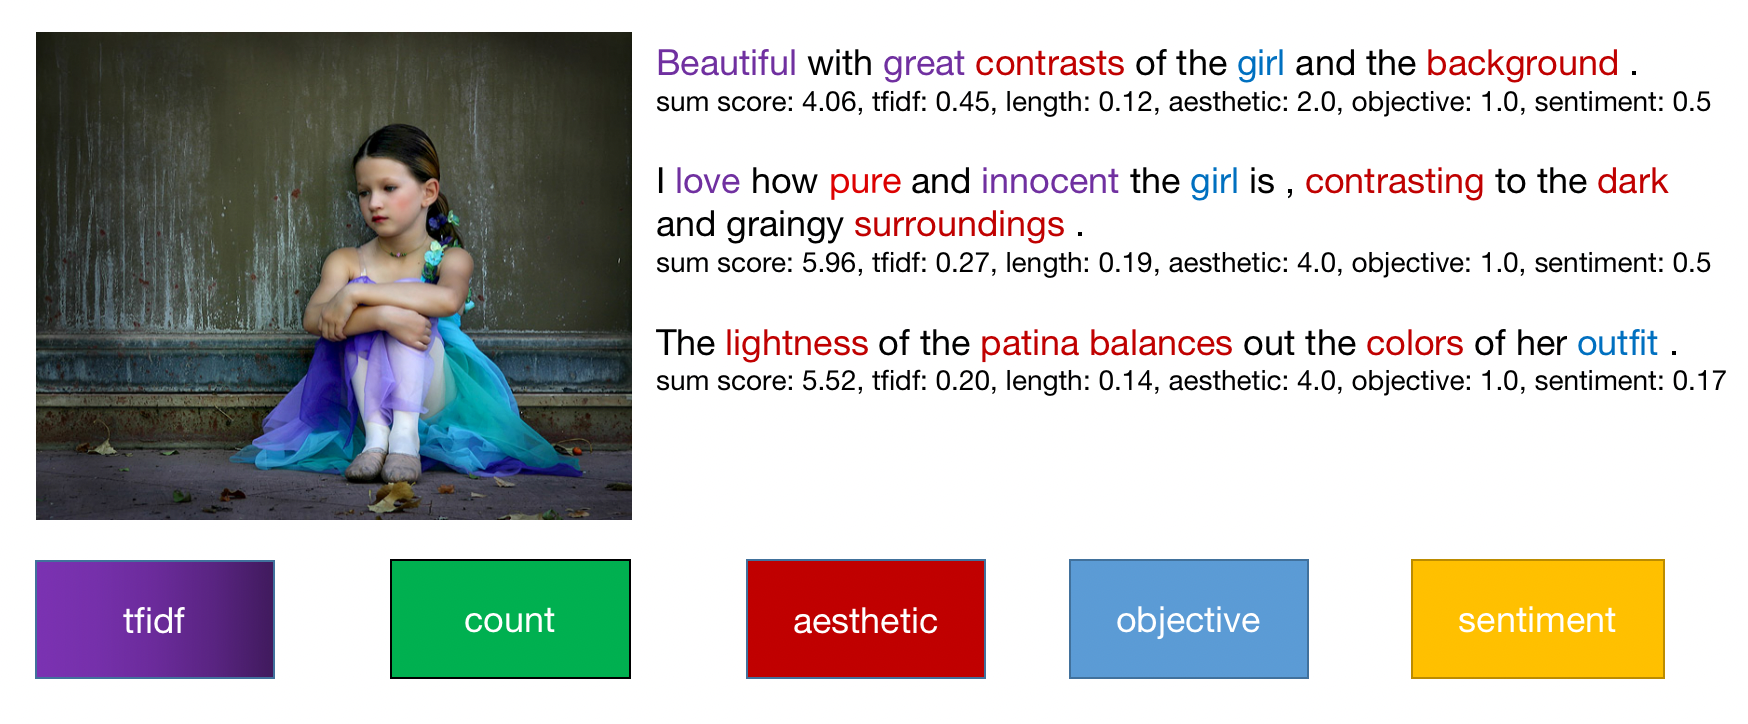 Beautiful with great contrasts of the girl and the background .
sum score: 4.06, tfidf: 0.45, length: 0.12, aesthetic: 2.0, objective: 1.0, sentiment: 0.5
I love how pure and innocent the girl is , contrasting to the dark
and graingy surroundings .
sum score: 5.96, tfidf: 0.27, length: 0.19, aesthetic: 4.0, objective: 1.0, sentiment: 0.5
The lightness of the patina balances out the colors of her outfit .
sum score: 5.52, tfidf: 0.20, length: 0.14, aesthetic: 4.0, objective: 1.0, sentiment: 0.17
tfidf
count
aesthetic
objective
sentiment